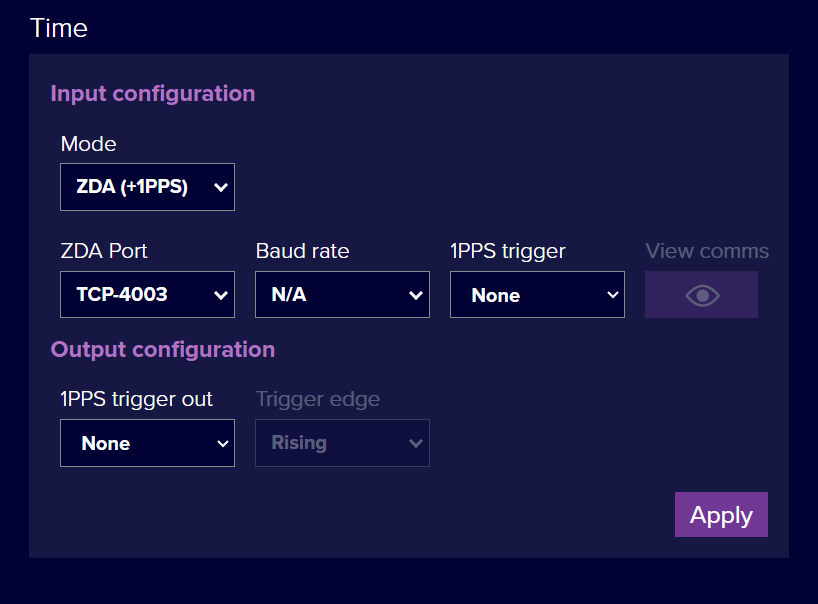 Time
Input configuration
Mode
ZDA (+1PPS)
ZDA Port Baud rate 1PPS trigger View comms
TCP-4003 N/A None
Output configuration
1PPS trigger out Trigger edge
None Rising
Apply